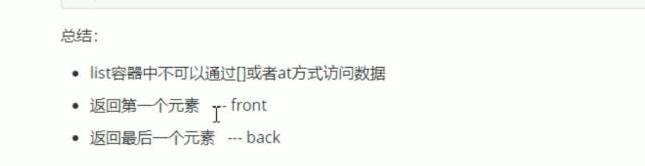 总结：
list容器中不可以通过[]或者at方式访问数据
返回第一个元素 --- front
返回最后一个元素 --- back